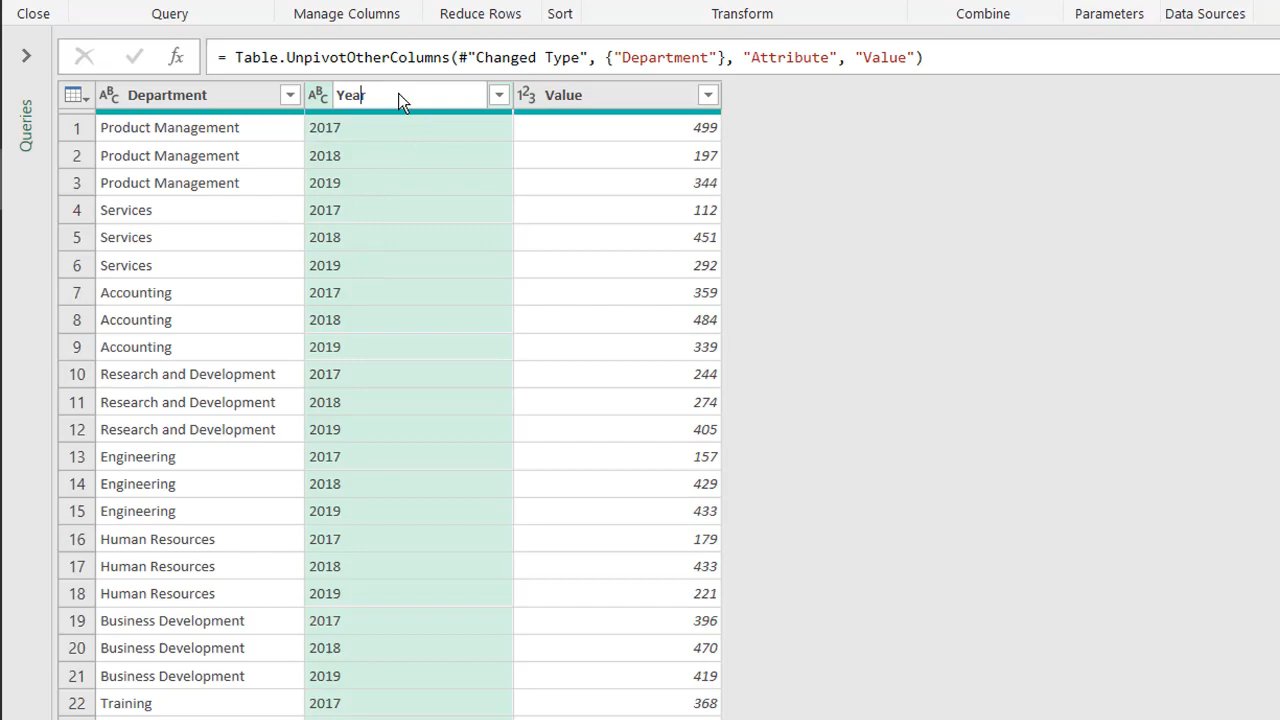 Close Query Manage Columns Reduce Rows Sort Transform Combine Parameters Data Sources
fx = Table.UnpivotOtherColumns(#"Changed Type", {"Department"}, "Attribute", "Value")
Queries
ABC Department ABC Year 123 Value
1 Product Management 2017 499
2 Product Management 2018 197
3 Product Management 2019 344
4 Services 2017 112
5 Services 2018 451
6 Services 2019 292
7 Accounting 2017 359
8 Accounting 2018 484
9 Accounting 2019 339
10 Research and Development 2017 244
11 Research and Development 2018 274
12 Research and Development 2019 405
13 Engineering 2017 157
14 Engineering 2018 429
15 Engineering 2019 433
16 Human Resources 2017 179
17 Human Resources 2018 433
18 Human Resources 2019 221
19 Business Development 2017 396
20 Business Development 2018 470
21 Business Development 2019 419
22 Training 2017 368